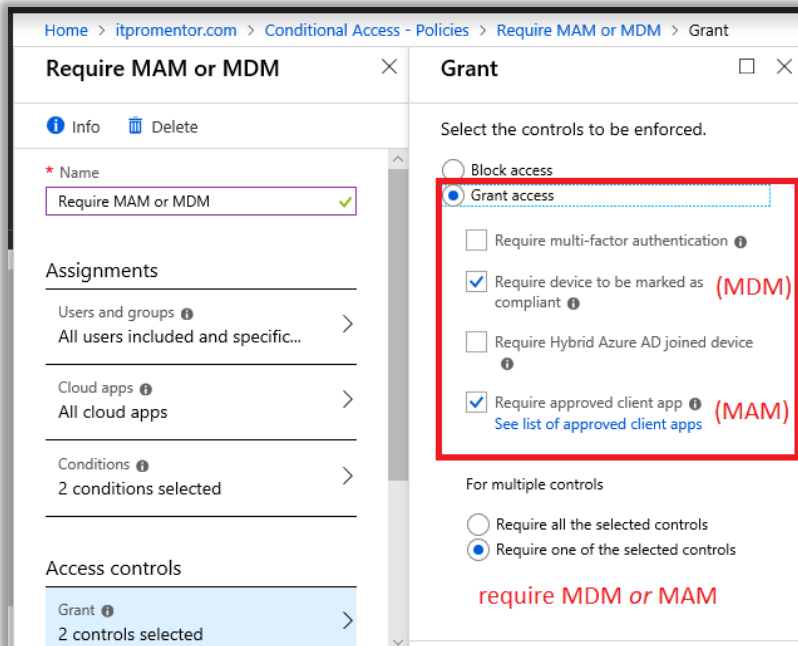 Home > itpromentor.com > Conditional Access - Policies > Require MAM or MDM > Grant
Require MAM or MDM
Info
Delete
* Name
Require MAM or MDM
Assignments
Users and groups
All users included and specific...
Cloud apps
All cloud apps
Conditions
2 conditions selected
Access controls
Grant
2 controls selected
Grant
Select the controls to be enforced.
Block access
Grant access
Require multi-factor authentication
Require device to be marked as (MDM)
compliant
Require Hybrid Azure AD joined device
Require approved client app (MAM)
See list of approved client apps
For multiple controls
Require all the selected controls
Require one of the selected controls
require MDM or MAM